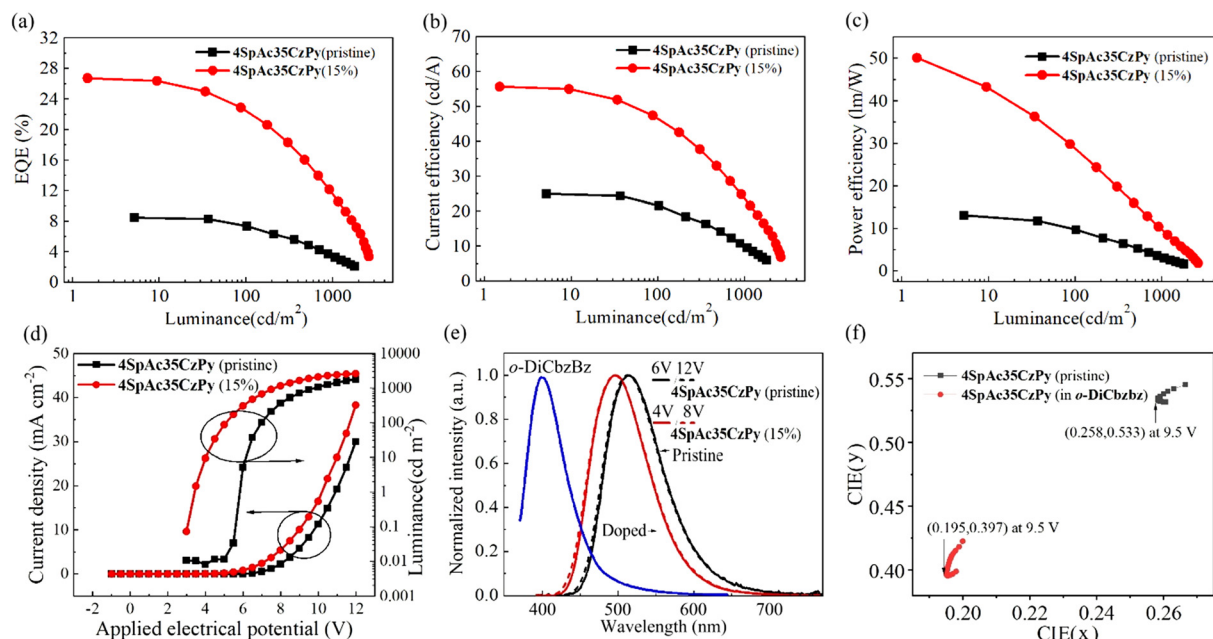 (a)
32
28
24
20
16
12
8
4
0
EQE (%)
4SpAc35CzPy(pristine)
4SpAc35CzPy (15%)
1
10
100
1000
Luminance(cd/m²)
(b)
70
60
50
40
30
20
10
0
Current efficiency (cd/A)
4SpAc35CzPy (pristine)
4SpAc35CzPy (15%)
1
10
100
1000
Luminance(cd/m²)
(c)
50
40
30
20
10
0
Power efficiency (lm/W)
4SpAc35CzPy (pristine)
4SpAc35CzPy (15%)
1
10
100
1000
Luminance(cd/m²)
(d)
50
45
40
35
30
25
20
15
10
5
0
Current density (mA cm⁻²)
4SpAc35CzPy (pristine)
4SpAc35CzPy (15%)
10000
1000
100
10
1
0.1
0.01
0.001
Luminance(cd m⁻²)
-2
0
2
4
6
8
10
12
Applied electrical potential (V)
(e)
1.0
0.8
0.6
0.4
0.2
0.0
Normalized intensity (a.u.)
o-DiCbzBz
6V 12V
4SpAc35CzPy (pristine)
4V 8V
4SpAc35CzPy (15%)
Pristine
Doped
400
500
600
700
Wavelength (nm)
(f)
0.55
0.50
0.45
0.40
CIE(y)
4SpAc35CzPy (pristine)
4SpAc35CzPy (in o-DiCbzbz)
(0.258,0.533) at 9.5 V
(0.195,0.397) at 9.5 V
0.20
0.22
0.24
0.26
CIE(x)